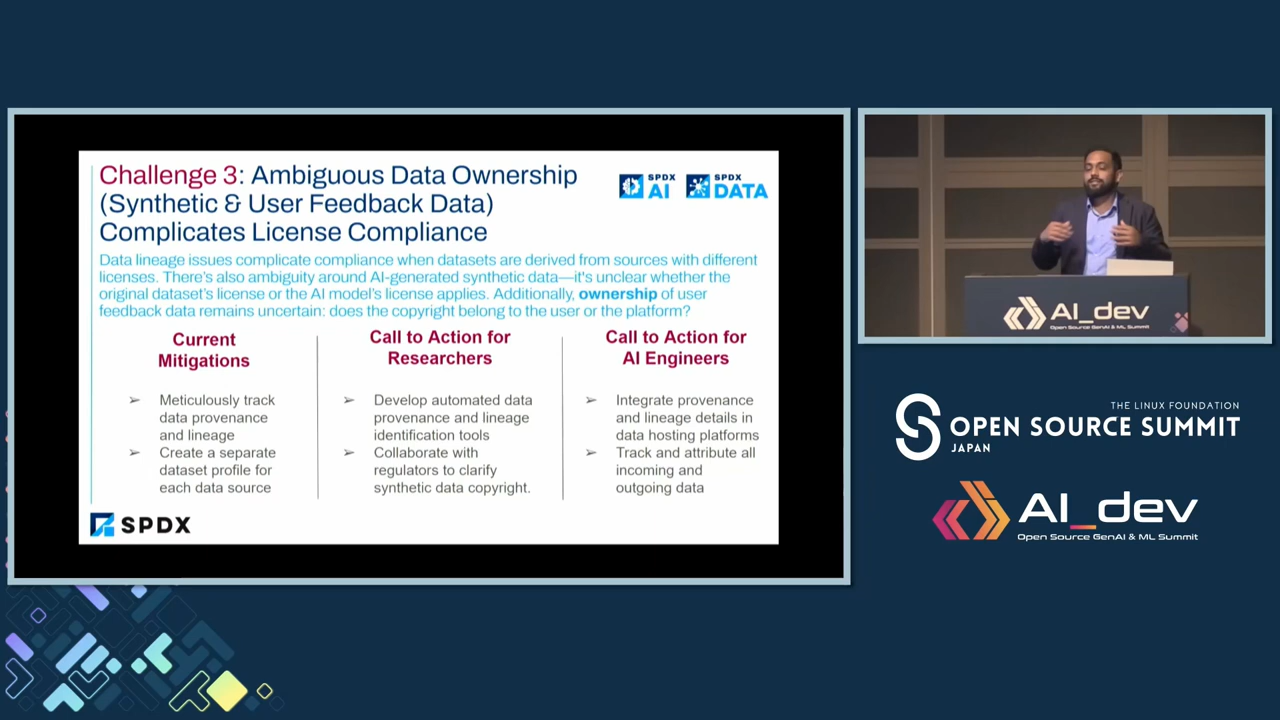 Challenge 3: Ambiguous Data Ownership
(Synthetic & User Feedback Data)
Complicates License Compliance
SPDX
AI
SPDX
DATA
Data lineage issues complicate compliance when datasets are derived from sources with different
licenses. There's also ambiguity around AI-generated synthetic data—it's unclear whether the
original dataset's license or the AI model's license applies. Additionally, ownership of user
feedback data remains uncertain: does the copyright belong to the user or the platform?
Current
Mitigations
➢ Meticulously track
data provenance
and lineage
➢ Create a separate
dataset profile for
each data source
Call to Action for
Researchers
➢ Develop automated data
provenance and lineage
identification tools
➢ Collaborate with
regulators to clarify
synthetic data copyright.
Call to Action for
AI Engineers
➢ Integrate provenance
and lineage details in
data hosting platforms
➢ Track and attribute all
incoming and
outgoing data
SPDX
AI_dev
Open Source GenAI & ML Summit
THE LINUX FOUNDATION
OPEN SOURCE SUMMIT
JAPAN
AI_dev
Open Source GenAI & ML Summit